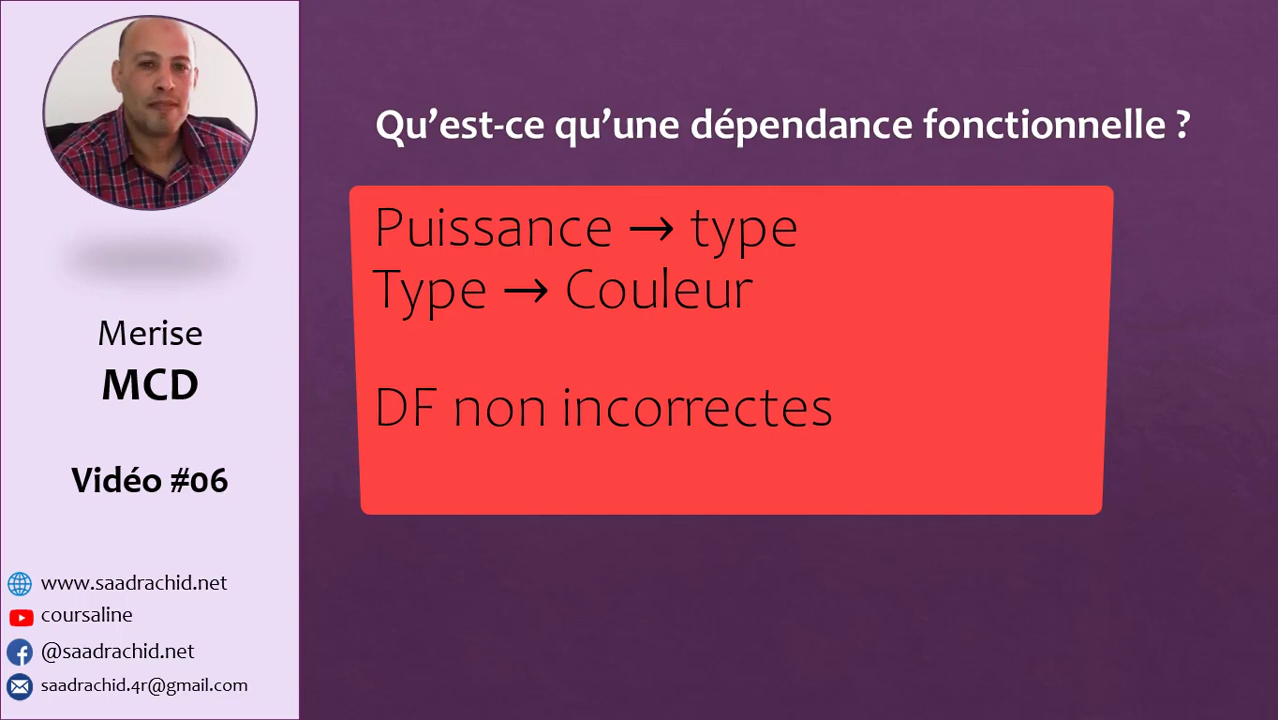 Qu’est-ce qu’une dépendance fonctionnelle ?
Puissance → type
Type → Couleur
DF non incorrectes
Merise
MCD
Vidéo #06
www.saadrachid.net
coursaline
@saadrachid.net
saadrachid.4r@gmail.com